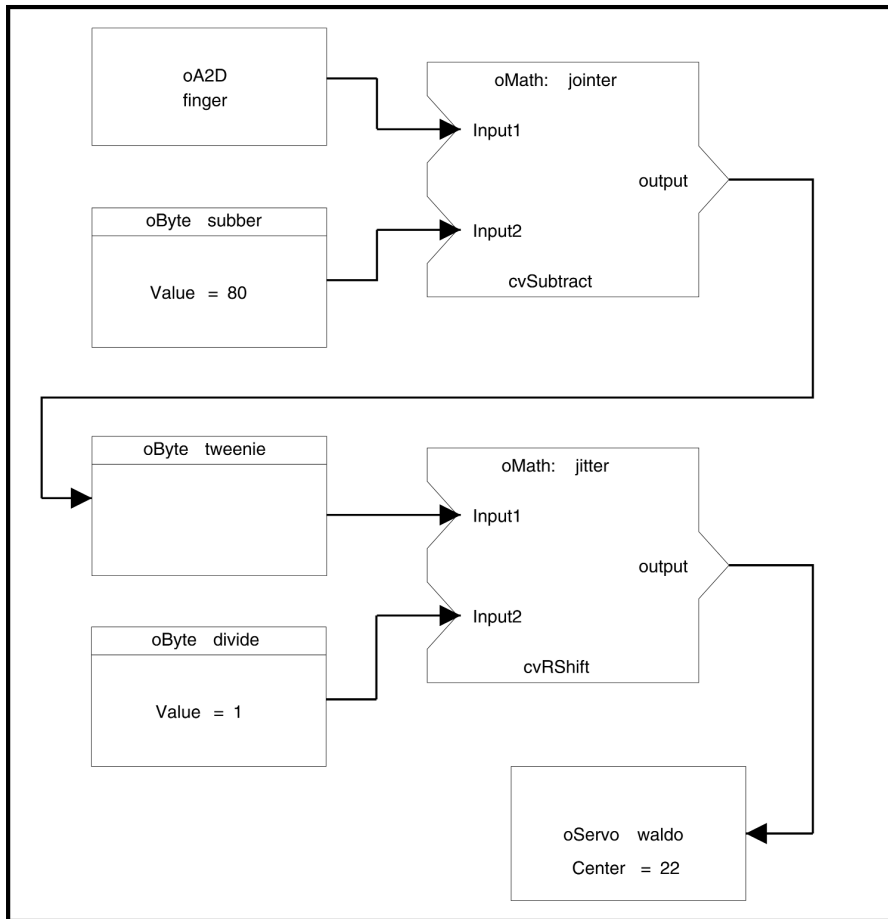 oA2D
finger
oMath: jointer
Input1
output
oByte subber
Input2
Value = 80
cvSubtract
oByte tweenie
oMath: jitter
Input1
output
oByte divide
Input2
cvRShift
Value = 1
oServo waldo
Center = 22